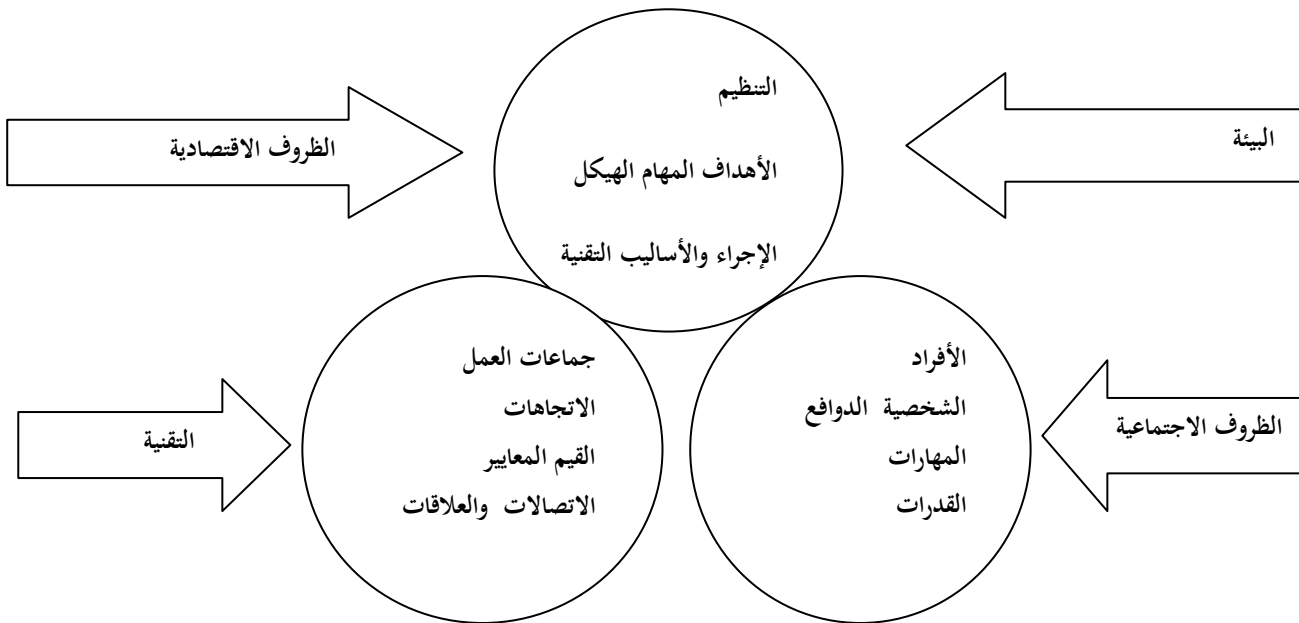 التنظيم
الأهداف المهام الهيكل
الإجراء والأساليب التقنية
البيئة
الظروف الاقتصادية
الأفراد
الشخصية الدوافع
المهارات
القدرات
جماعات العمل
الاتجاهات
القيم المعايير
الاتصالات والعلاقات
الظروف الاجتماعية
التقنية